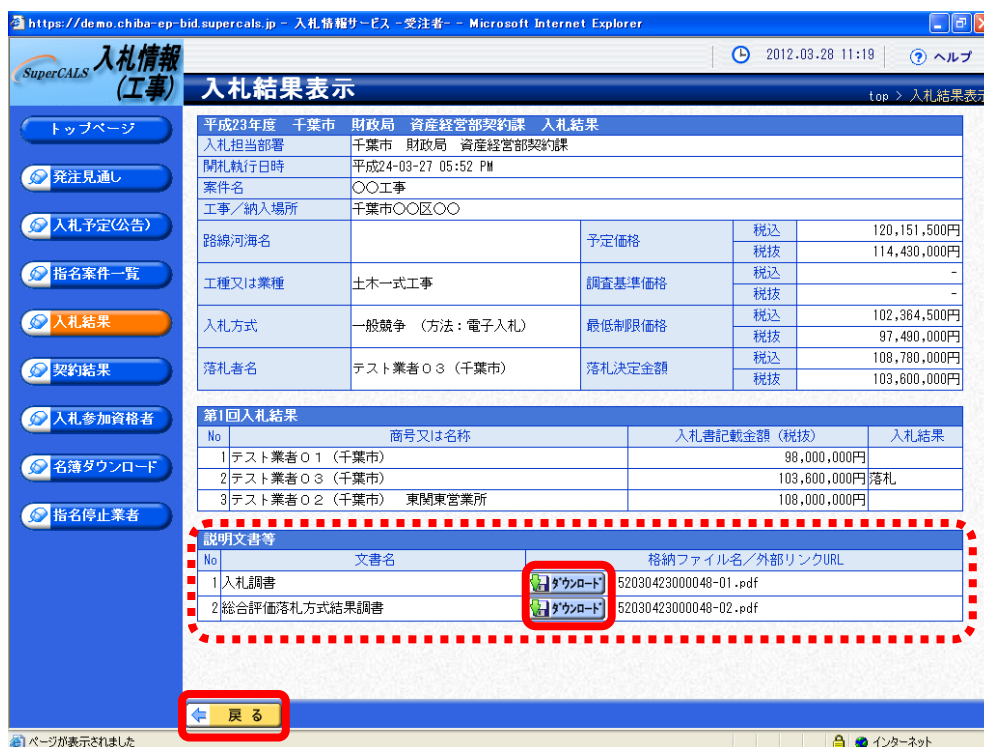 https://demo.chiba-ep-bid.supercals.jp - 入札情報サービス -受注者- - Microsoft Internet Explorer
SuperCALS 入札情報(工事)
2012.03.28 11:19 ヘルプ
入札結果表示
top > 入札結果表示
トップページ
発注見通し
入札予定(公告)
指名案件一覧
入札結果
契約結果
入札参加資格者
名簿ダウンロード
指名停止業者
平成23年度 千葉市 財政局 資産経営部契約課 入札結果
入札担当部署 千葉市 財政局 資産経営部契約課
開札執行日時 平成24-03-27 05:52 PM
案件名 〇〇工事
工事/納入場所 千葉市〇〇区〇〇
路線河海名 予定価格 税込 120,151,500円
税抜 114,430,000円
工種又は業種 土木一式工事 調査基準価格 税込 -
税抜 -
入札方式 一般競争 (方法:電子入札) 最低制限価格 税込 102,364,500円
税抜 97,490,000円
落札者名 テスト業者03(千葉市) 落札決定金額 税込 108,780,000円
税抜 103,600,000円
第1回入札結果
No 商号又は名称 入札書記載金額(税抜) 入札結果
1 テスト業者01(千葉市) 98,000,000円
2 テスト業者03(千葉市) 103,600,000円 落札
3 テスト業者02(千葉市) 東関東営業所 108,000,000円
説明文書等
No 文書名 格納ファイル名/外部リンクURL
1 入札調書 ダウンロード 52030423000048-01.pdf
2 総合評価落札方式結果調書 ダウンロード 52030423000048-02.pdf
戻る
ページが表示されました インターネット